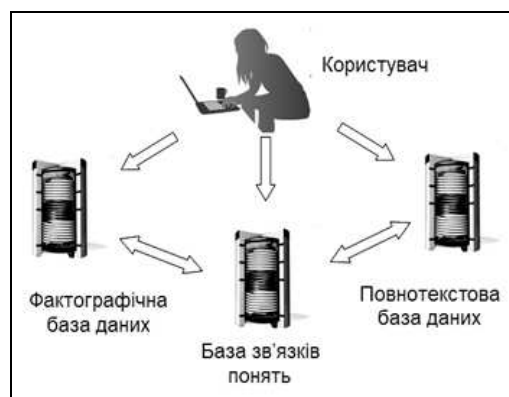 Користувач
Фактографічна
база даних
База зв’язків
понять
Повнотекстова
база даних